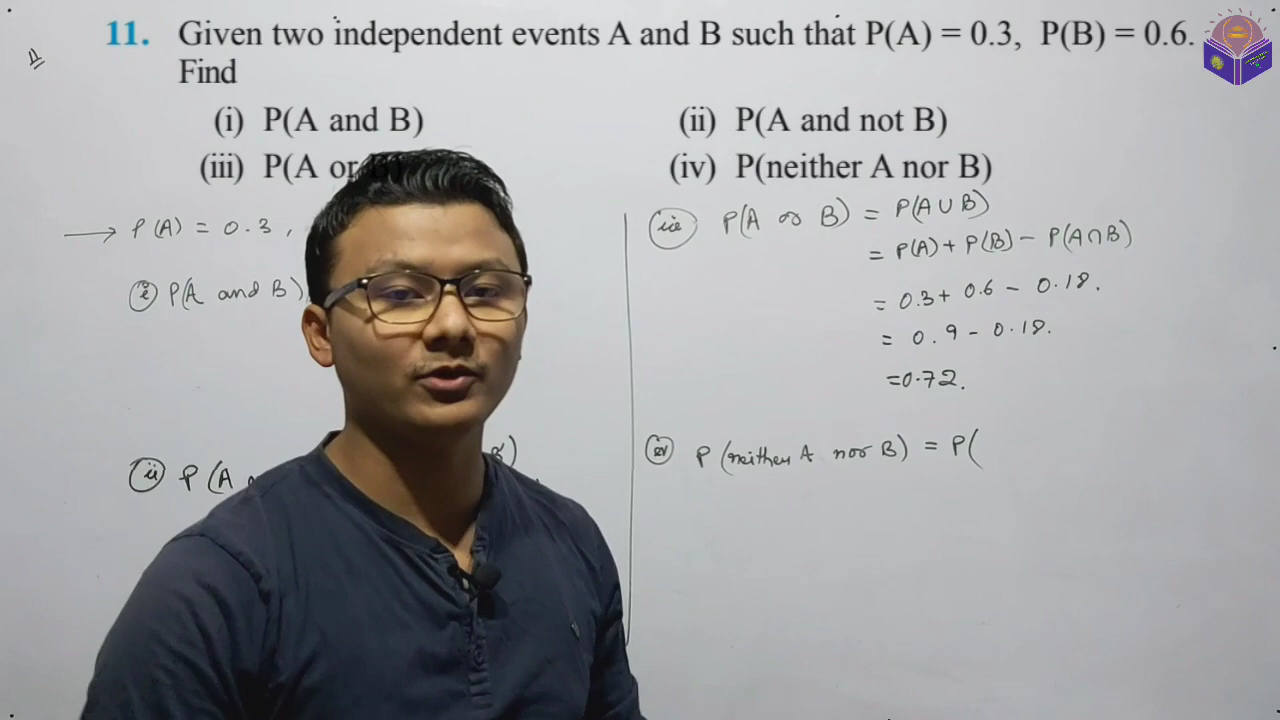 11. Given two independent events A and B such that P(A) = 0.3, P(B) = 0.6.
Find
(i) P(A and B) (ii) P(A and not B)
(iii) P(A or B) (iv) P(neither A nor B)
→ P(A) = 0.3,
(i) P(A and B)
(ii) P(A
(iii) P(A or B) = P(A∪B)
= P(A) + P(B) - P(A∩B)
= 0.3 + 0.6 - 0.18.
= 0.9 - 0.18.
= 0.72.
(iv) P(neither A nor B) = P(